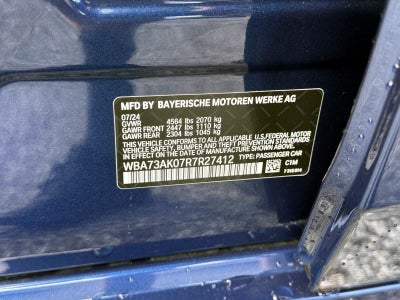 MFD BY BAYERISCHE MOTOREN WERKE AG
07/24
GVWR 4564 lbs 2070 kg
GAWR FRONT 2447 lbs 1110 kg
GAWR REAR 2304 lbs 1045 kg
THIS VEHICLE CONFORMS TO ALL APPLICABLE U.S.FEDERAL MOTOR
VEHICLE SAFETY, BUMPER AND THEFT PREVENTION STANDARDS IN
EFFECT ON THE DATE OF MANUFACTURE SHOWN ABOVE.
WBA73AK07R7R27412 TYPE: PASSENGER CAR
C1M